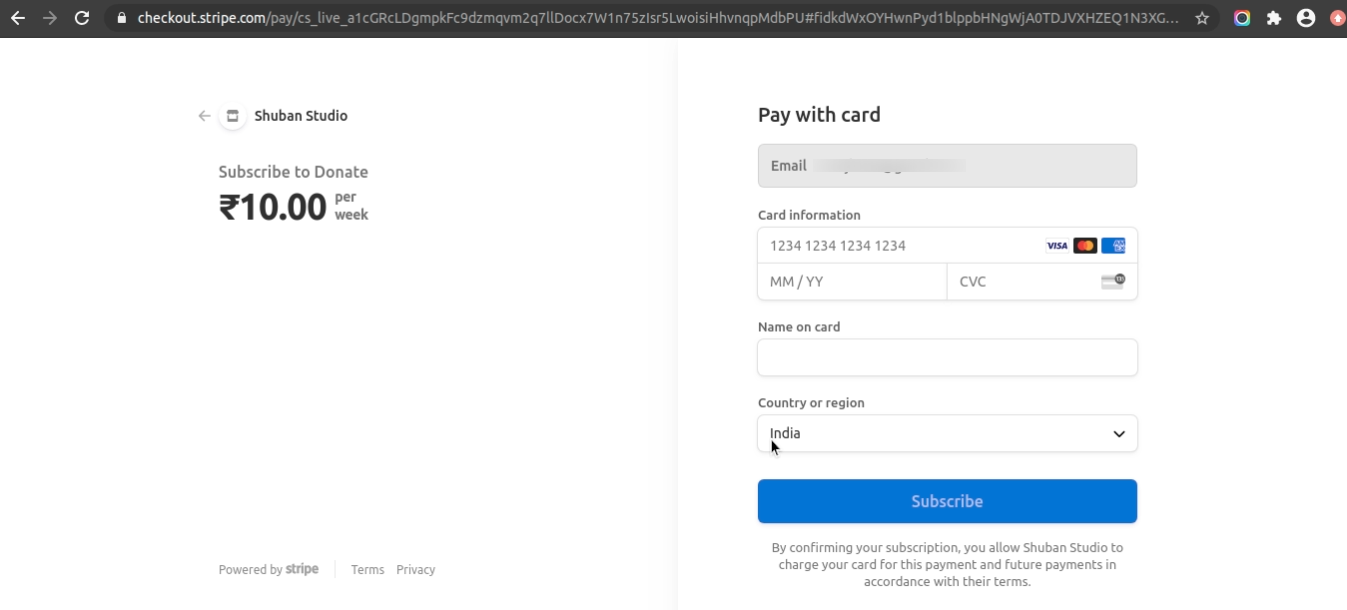 checkout.stripe.com/pay/cs_live_a1cGRcLDgmpkFc9dzmqvm2q7llDocx7W1n75zIsr5LwoisiHhvnqpMdbPU#fidkdWxOYHwnPyd1blppbHNgWjA0TDJVXHZEQ1N3XG...
Shuban Studio
Subscribe to Donate
₹10.00 per
week
Powered by stripe
Terms Privacy
Pay with card
Email
Card information
1234 1234 1234 1234 VISA
MM / YY CVC
Name on card
Country or region
India
Subscribe
By confirming your subscription, you allow Shuban Studio to
charge your card for this payment and future payments in
accordance with their terms.